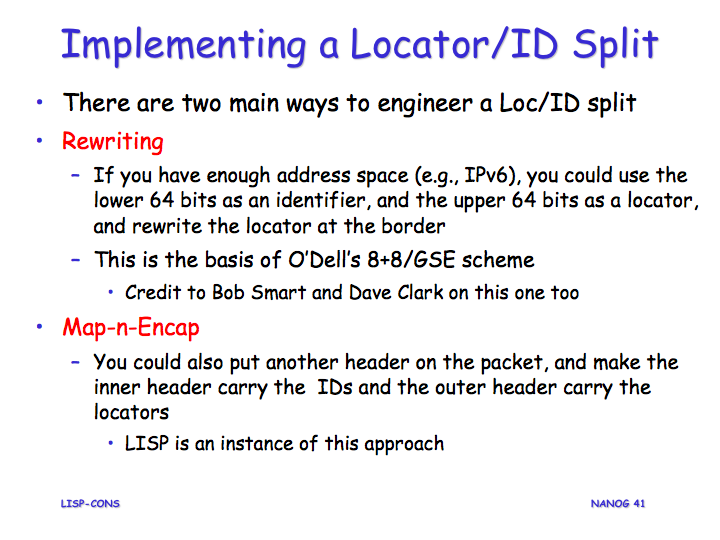 Implementing a Locator/ID Split
• There are two main ways to engineer a Loc/ID split
• Rewriting
– If you have enough address space (e.g., IPv6), you could use the
lower 64 bits as an identifier, and the upper 64 bits as a locator,
and rewrite the locator at the border
– This is the basis of O'Dell's 8+8/GSE scheme
• Credit to Bob Smart and Dave Clark on this one too
• Map-n-Encap
– You could also put another header on the packet, and make the
inner header carry the IDs and the outer header carry the
locators
• LISP is an instance of this approach
LISP-CONS
NANOG 41